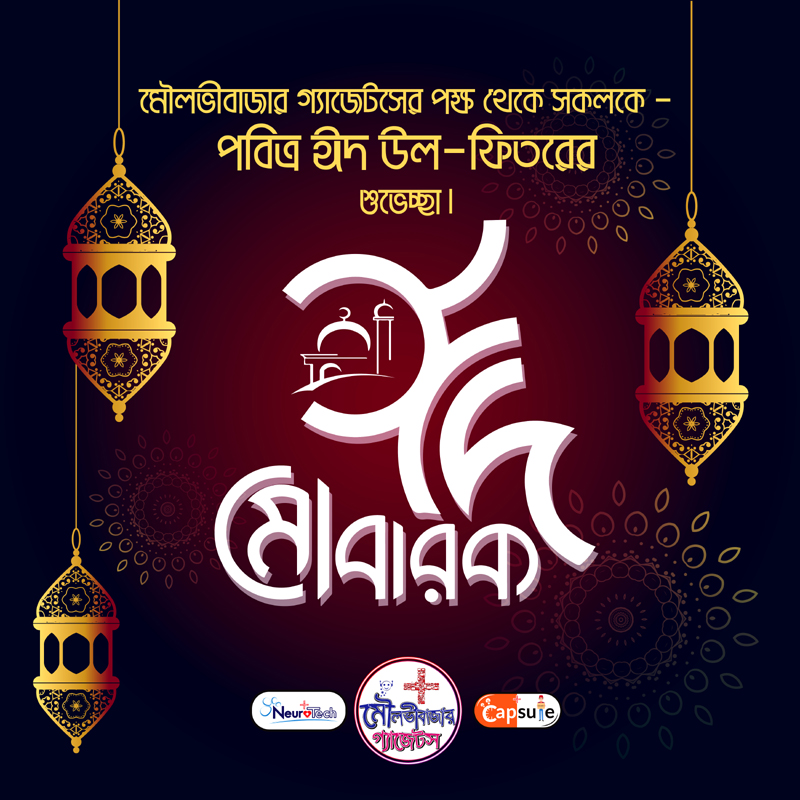 মৌলভীবাজার গ্যাজেটসের পক্ষ থেকে সকলকে -
পবিত্র ঈদ উল-ফিতরের
শুভেচ্ছা।
ঈদ
মোবারক
NeuroTech
মৌলভীবাজার
গ্যাজেটস
Capsule